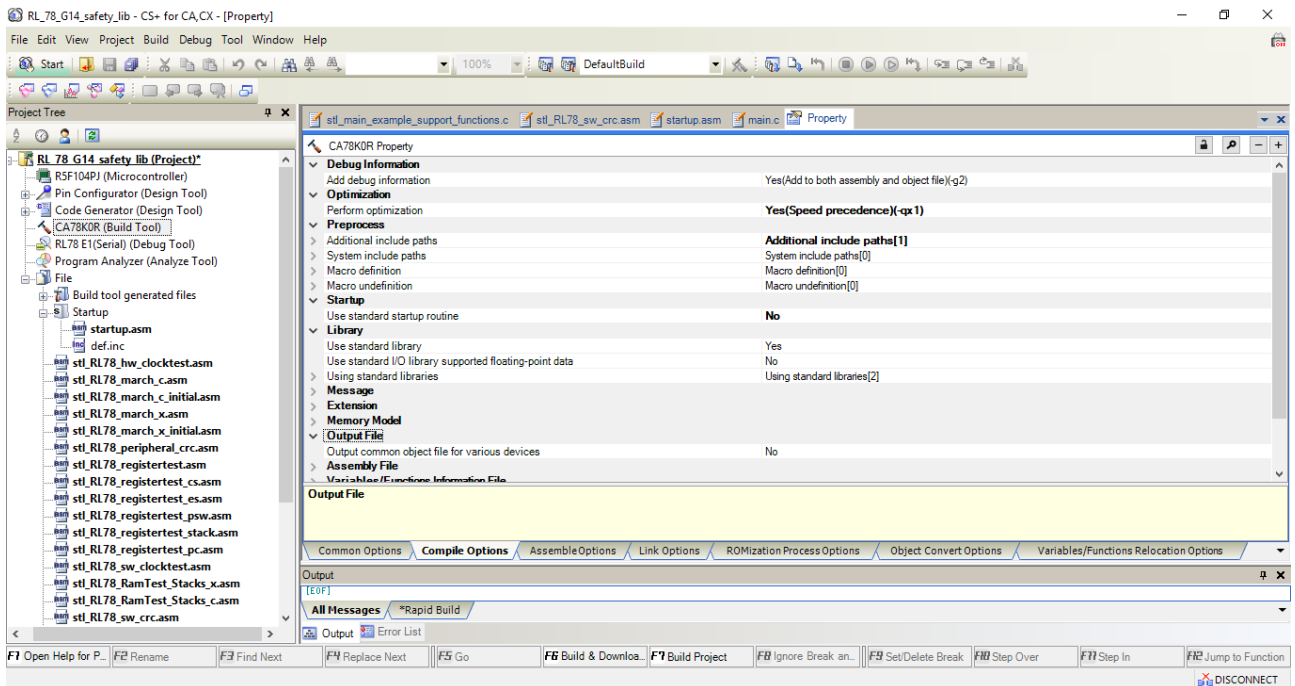 RL_78_G14_safety_lib - CS+ for CA,CX - [Property]
File Edit View Project Build Debug Tool Window Help
Start 100% DefaultBuild
Project Tree
stl_main_example_support_functions.c stl_RL78_sw_crc.asm startup.asm main.c Property
RL_78_G14_safety_lib (Project)*
R5F104PJ (Microcontroller)
Pin Configurator (Design Tool)
Code Generator (Design Tool)
CA78K0R (Build Tool)
RL78 E1(Serial) (Debug Tool)
Program Analyzer (Analyze Tool)
File
Build tool generated files
Startup
startup.asm
def.inc
stl_RL78_hw_clocktest.asm
stl_RL78_march_c.asm
stl_RL78_march_c_initial.asm
stl_RL78_march_x.asm
stl_RL78_march_x_initial.asm
stl_RL78_peripheral_crc.asm
stl_RL78_registertest.asm
stl_RL78_registertest_cs.asm
stl_RL78_registertest_es.asm
stl_RL78_registertest_psw.asm
stl_RL78_registertest_stack.asm
stl_RL78_registertest_pc.asm
stl_RL78_sw_clocktest.asm
stl_RL78_RamTest_Stacks_x.asm
stl_RL78_RamTest_Stacks_c.asm
stl_RL78_sw_crc.asm
CA78K0R Property
Debug Information
Add debug information Yes(Add to both assembly and object file)(-g2)
Optimization
Perform optimization Yes(Speed precedence)(-qx1)
Preprocess
Additional include paths Additional include paths[1]
System include paths System include paths[0]
Macro definition Macro definition[0]
Macro undefinition Macro undefinition[0]
Startup
Use standard startup routine No
Library
Use standard library Yes
Use standard I/O library supported floating-point data No
Using standard libraries Using standard libraries[2]
Message
Extension
Memory Model
Output File
Output common object file for various devices No
Assembly File
Variables/Functions Information File
Output File
Common Options Compile Options Assemble Options Link Options ROMization Process Options Object Convert Options Variables/Functions Relocation Options
Output
[EOF]
All Messages *Rapid Build
Output Error List
F1 Open Help for P... F2 Rename F3 Find Next F4 Replace Next F5 Go F6 Build & Downloa... F7 Build Project F8 Ignore Break an... F9 Set/Delete Break F10 Step Over F11 Step In F12 Jump to Function
DISCONNECT